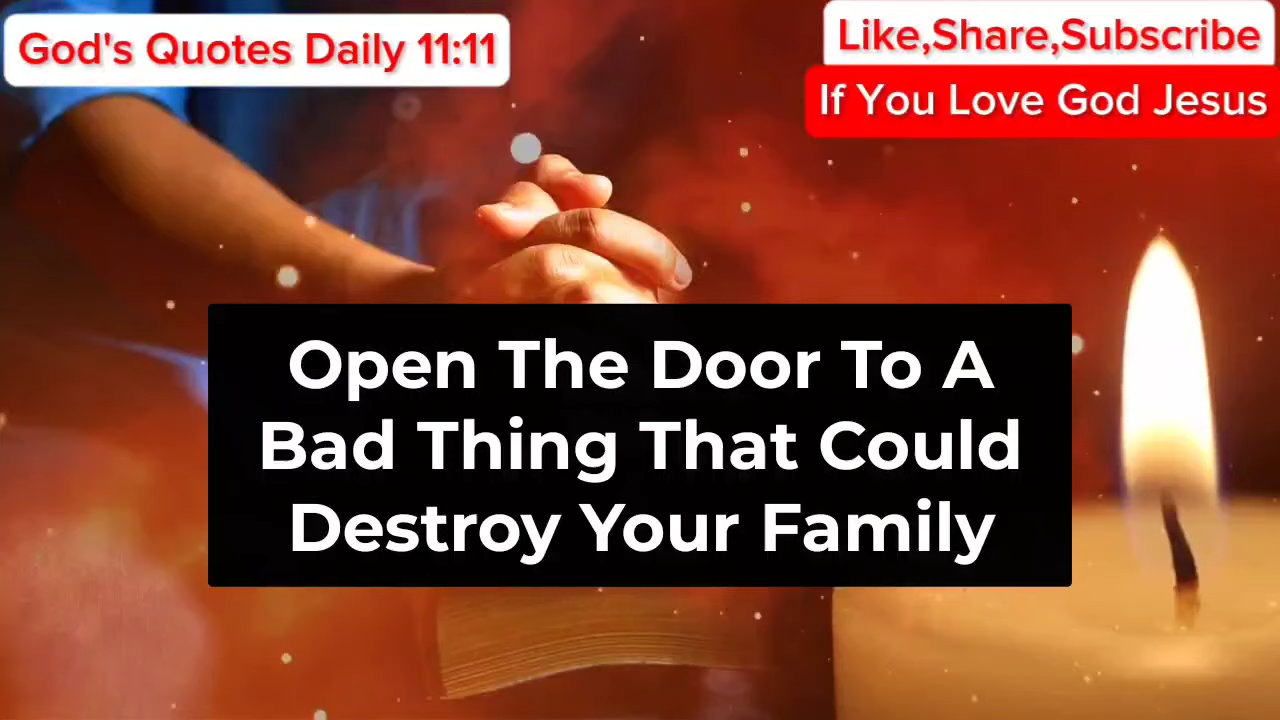 God's Quotes Daily 11:11
Like,Share,Subscribe
If You Love God Jesus
Open The Door To A
Bad Thing That Could
Destroy Your Family